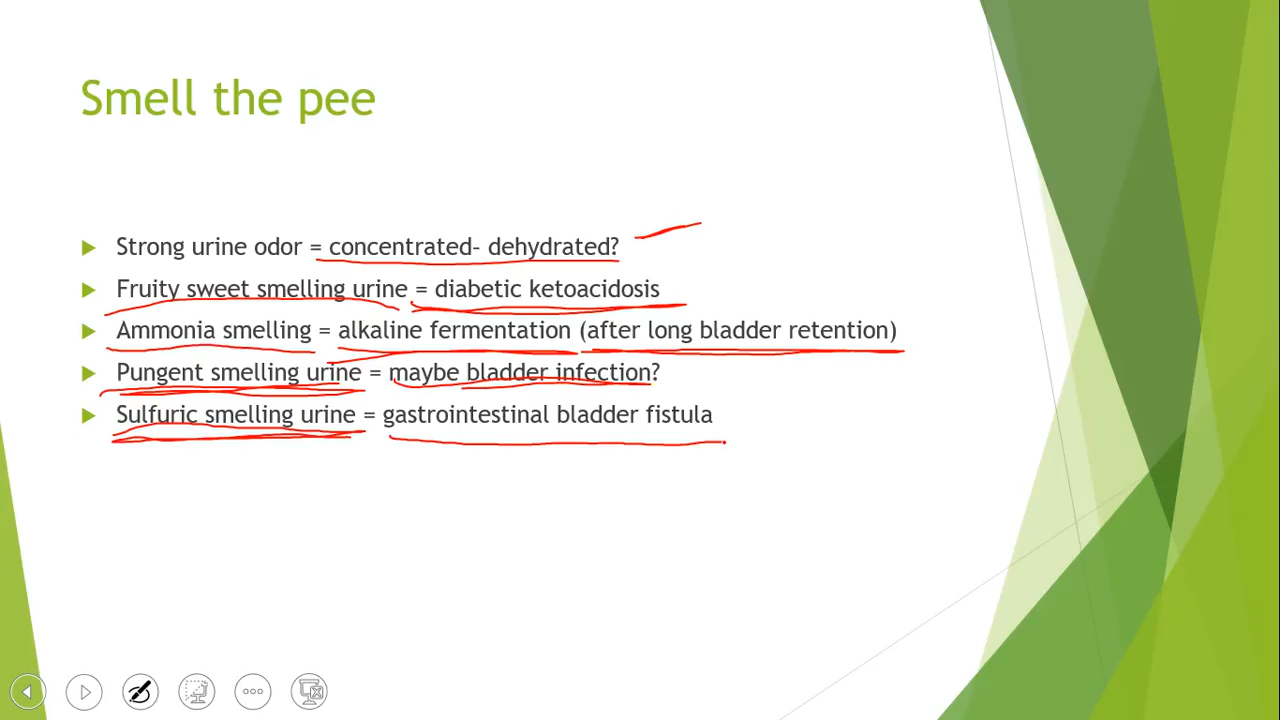 Smell the pee
Strong urine odor = concentrated- dehydrated?
Fruity sweet smelling urine = diabetic ketoacidosis
Ammonia smelling = alkaline fermentation (after long bladder retention)
Pungent smelling urine = maybe bladder infection?
Sulfuric smelling urine = gastrointestinal bladder fistula